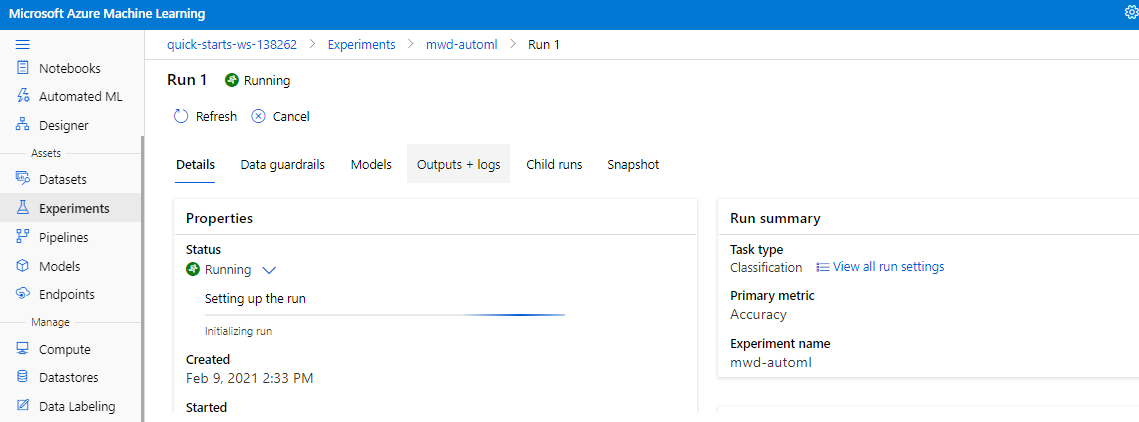 Microsoft Azure Machine Learning
Notebooks
Automated ML
Designer
Assets
Datasets
Experiments
Pipelines
Models
Endpoints
Manage
Compute
Datastores
Data Labeling
quick-starts-ws-138262 > Experiments > mwd-automl > Run 1
Run 1 Running
Refresh Cancel
Details Data guardrails Models Outputs + logs Child runs Snapshot
Properties
Status
Running
Setting up the run
Initializing run
Created
Feb 9, 2021 2:33 PM
Started
Run summary
Task type
Classification View all run settings
Primary metric
Accuracy
Experiment name
mwd-automl